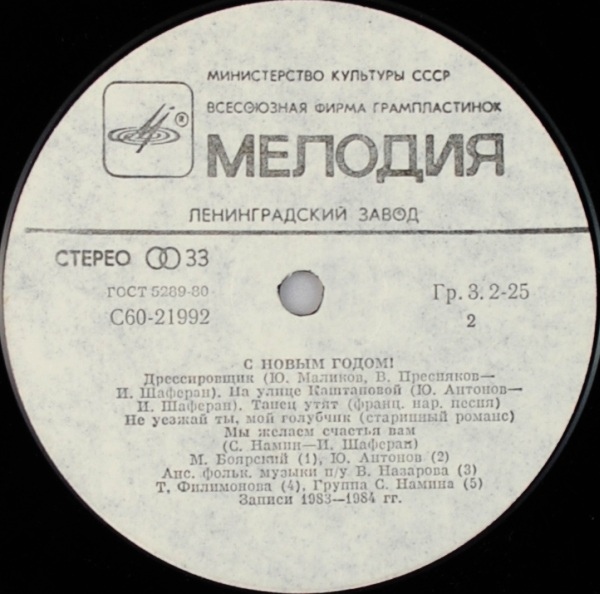 МИНИСТЕРСТВО КУЛЬТУРЫ СССР
ВСЕСОЮЗНАЯ ФИРМА ГРАМПЛАСТИНОК
®
МЕЛОДИЯ
ЛЕНИНГРАДСКИЙ ЗАВОД
СТЕРЕО 33
ГОСТ 5289-80
С60-21992
Гр. 3. 2-25
2
С НОВЫМ ГОДОМ!
Дрессировщик (Ю. Маликов, В. Пресняков—
И. Шаферан). На улице Каштановой (Ю. Антонов—
И. Шаферан). Танец утят (франц. нар. песня)
Не уезжай ты, мой голубчик (старинный романс)
Мы желаем счастья вам
(С. Намин—И. Шаферан)
М. Боярский (1), Ю. Антонов (2)
Анс. фольк. музыки п/у В. Назарова (3)
Т. Филимонова (4). Группа С. Намина (5)
Записи 1983—1984 гг.